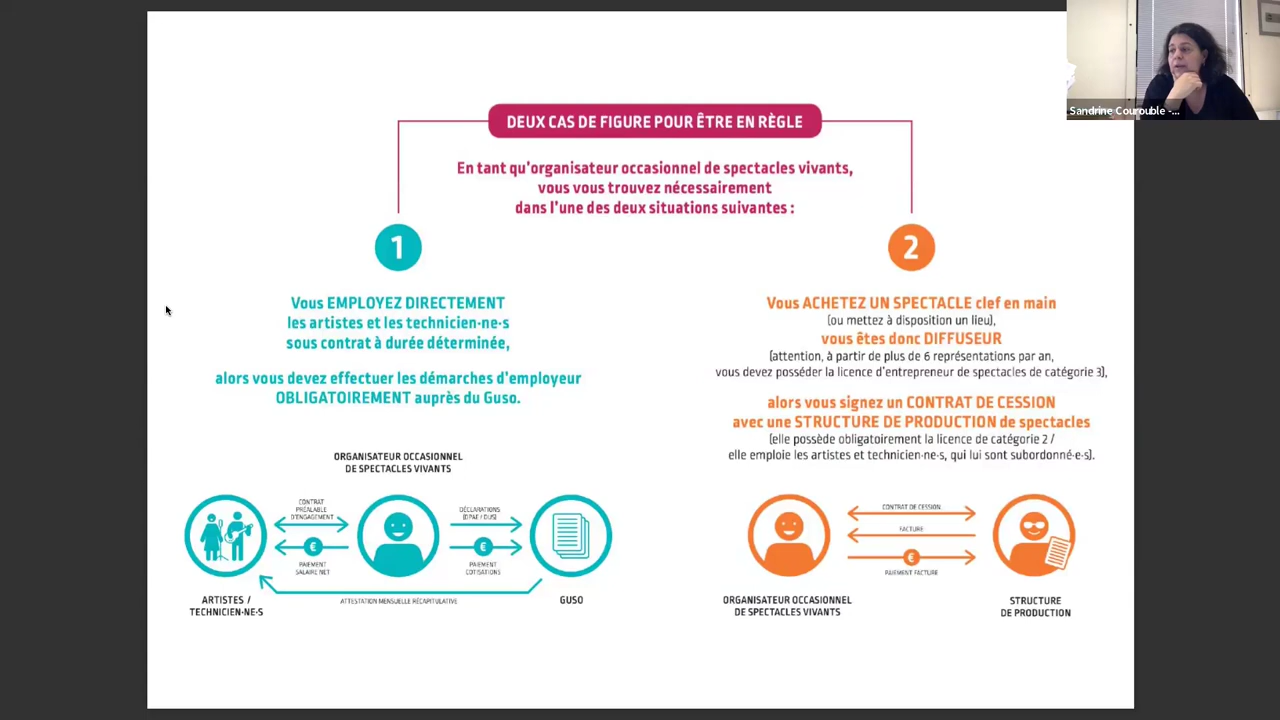 Sandrine Courouble -...
DEUX CAS DE FIGURE POUR ÊTRE EN RÈGLE
En tant qu'organisateur occasionnel de spectacles vivants,
vous vous trouvez nécessairement
dans l'une des deux situations suivantes :
1
Vous EMPLOYEZ DIRECTEMENT
les artistes et les technicien·ne·s
sous contrat à durée déterminée,
alors vous devez effectuer les démarches d'employeur
OBLIGATOIREMENT auprès du Guso.
ORGANISATEUR OCCASIONNEL
DE SPECTACLES VIVANTS
CONTRAT
PRÉALABLE
D'ENGAGEMENT
DÉCLARATIONS
(DPAE / DUS)
€
€
PAIEMENT
SALAIRE NET
PAIEMENT
COTISATIONS
ATTESTATION MENSUELLE RÉCAPITULATIVE
ARTISTES /
TECHNICIEN·NE·S
GUSO
2
Vous ACHETEZ UN SPECTACLE clef en main
(ou mettez à disposition un lieu),
vous êtes donc DIFFUSEUR
(attention, à partir de plus de 6 représentations par an,
vous devez posséder la licence d'entrepreneur de spectacles de catégorie 3),
alors vous signez un CONTRAT DE CESSION
avec une STRUCTURE DE PRODUCTION de spectacles
(elle possède obligatoirement la licence de catégorie 2 /
elle emploie les artistes et technicien·ne·s, qui lui sont subordonné·e·s).
CONTRAT DE CESSION
FACTURE
€
PAIEMENT FACTURE
ORGANISATEUR OCCASIONNEL
DE SPECTACLES VIVANTS
STRUCTURE
DE PRODUCTION